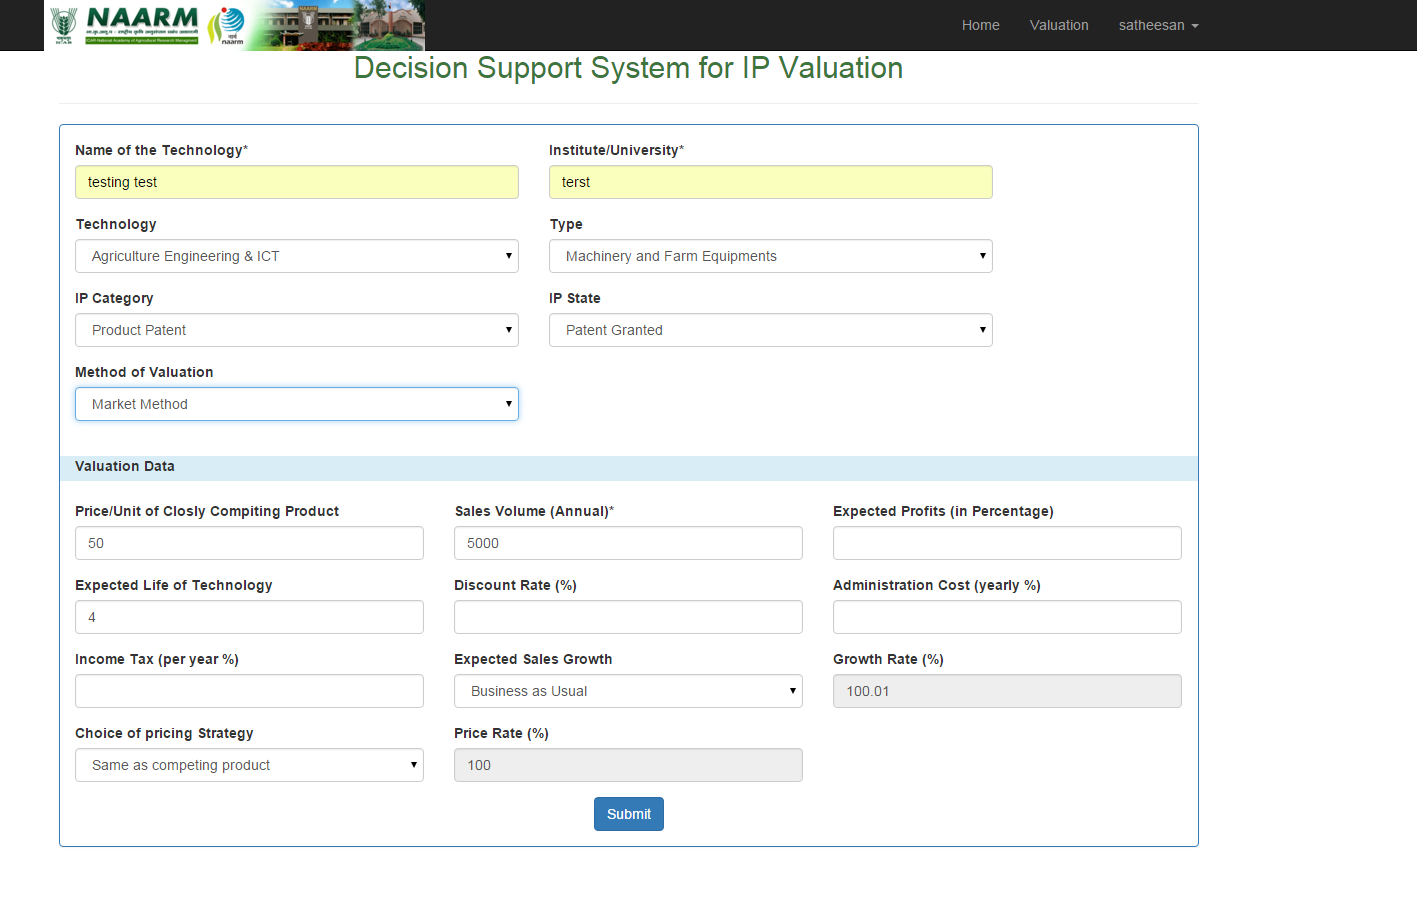 NAARM
ICAR-National Academy of Agricultural Research Management
naarm
Home Valuation satheesan
Decision Support System for IP Valuation
Name of the Technology* Institute/University*
testing test terst
Technology Type
Agriculture Engineering & ICT Machinery and Farm Equipments
IP Category IP State
Product Patent Patent Granted
Method of Valuation
Market Method
Valuation Data
Price/Unit of Closly Compiting Product Sales Volume (Annual)* Expected Profits (in Percentage)
50 5000
Expected Life of Technology Discount Rate (%) Administration Cost (yearly %)
4
Income Tax (per year %) Expected Sales Growth Growth Rate (%)
Business as Usual 100.01
Choice of pricing Strategy Price Rate (%)
Same as competing product 100
Submit